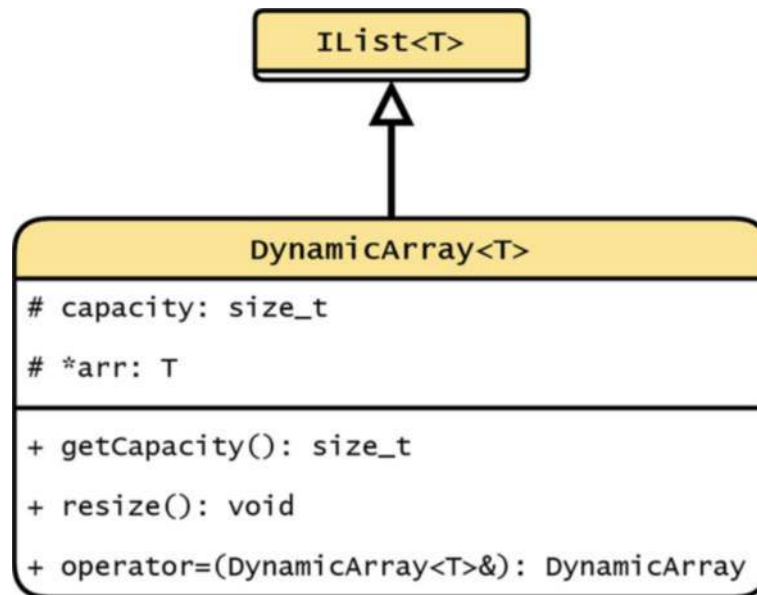 IList<T>
DynamicArray<T>
# capacity: size_t
# *arr: T
+ getCapacity(): size_t
+ resize(): void
+ operator=(DynamicArray<T>&): DynamicArray